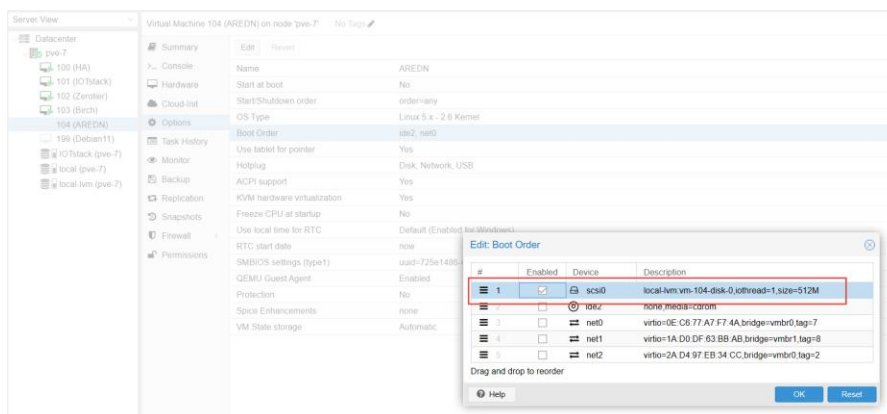 Server View
Datacenter
pve-7
100 (HA)
101 (IOTstack)
102 (Zerotier)
103 (Bech)
104 (AREDN)
199 (Debian11)
IOTstack (pve-7)
local (pve-7)
local-lvm (pve-7)
Virtual Machine 104 (AREDN) on node 'pve-7' No Tags
Summary
Console
Hardware
Cloud-Init
Options
Task History
Monitor
Backup
Replication
Snapshots
Firewall
Permissions
Edit Revert
Name AREDN
Start at boot No
Start/Shutdown order order=any
OS Type Linux 5.x - 2.6 Kernel
Boot Order ide2, net0
Use tablet for pointer Yes
Hotplug Disk, Network, USB
ACPI support Yes
KVM hardware virtualization Yes
Freeze CPU at startup No
Use local time for RTC Default (Enabled for Windows)
RTC start date now
SMBIOS settings (type1) uuid=725e1486-
QEMU Guest Agent Enabled
Protection No
Spice Enhancements none
VM State storage Automatic
Edit: Boot Order
# Enabled Device Description
1 scsi0 local-lvm:vm-104-disk-0,iothread=1,size=512M
2 ide2 none,media=cdrom
3 net0 virtio=0E:C6:77:A7:F7:4A,bridge=vmbr0,tag=7
4 net1 virtio=1A:D0:DF:63:BB:AB,bridge=vmbr1,tag=8
5 net2 virtio=2A:D4:97:EB:34:CC,bridge=vmbr0,tag=2
Drag and drop to reorder
Help OK Reset